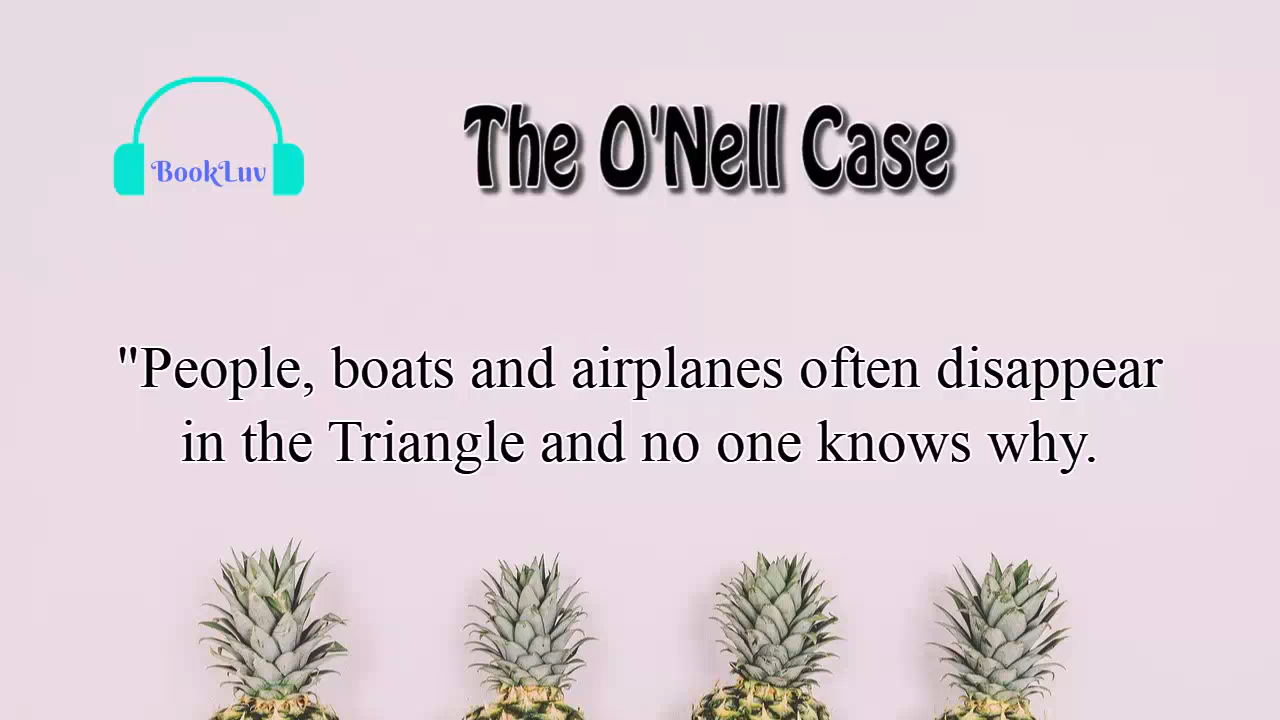 BookLuv
The O'Nell Case
"People, boats and airplanes often disappear
in the Triangle and no one knows why.